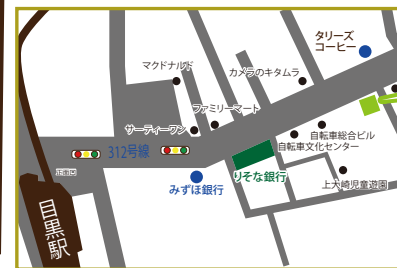 タリーズ
コーヒー
マクドナルド
カメラのキタムラ
ファミリーマート
サーティーワン
自転車総合ビル
自転車文化センター
312号線
正面口
りそな銀行
みずほ銀行
上大崎児童遊園
目黒駅